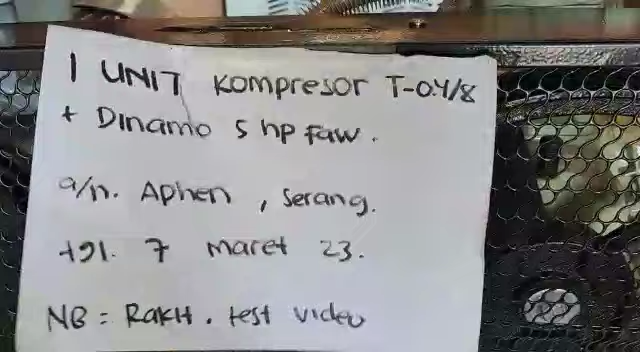 1 UNIT Kompresor T-0.4/8
+ Dinamo 5 hp Faw.
a/n. Aphen, Serang.
tgl. 7 maret 23.
NB = Rakit. test video